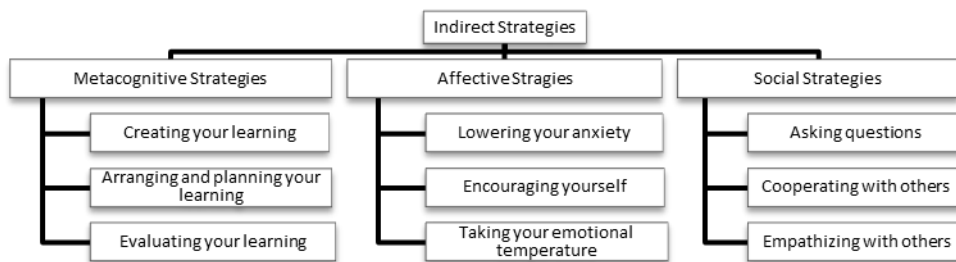 Indirect Strategies
Metacognitive Strategies
Creating your learning
Arranging and planning your
learning
Evaluating your learning
Affective Stragies
Lowering your anxiety
Encouraging yourself
Taking your emotional
temperature
Social Strategies
Asking questions
Cooperating with others
Empathizing with others